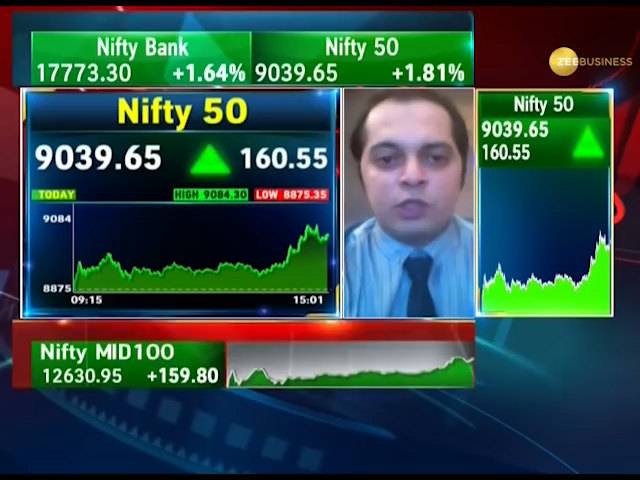 Nifty Bank
17773.30 +1.64%
Nifty 50
9039.65 +1.81%
ZEEBUSINESS
Nifty 50
9039.65 160.55
TODAY HIGH 9084.30 LOW 8875.35
9084
8875
09:15 15:01
Nifty 50
9039.65
160.55
Nifty MID100
12630.95 +159.80